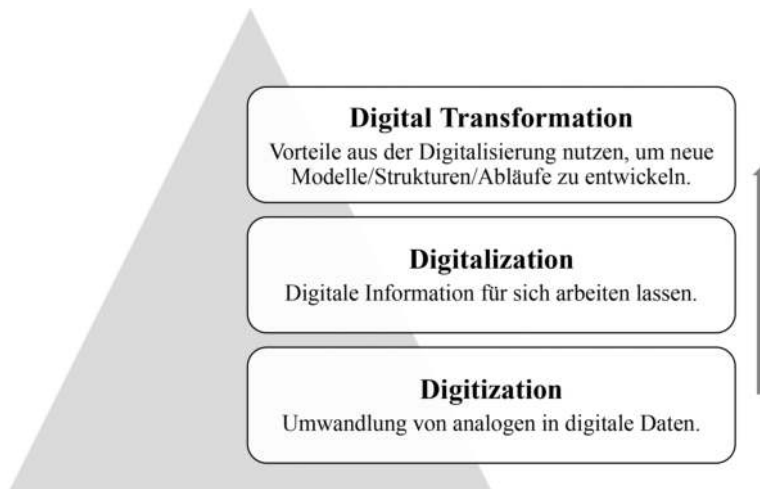 Digital Transformation
Vorteile aus der Digitalisierung nutzen, um neue
Modelle/Strukturen/Abläufe zu entwickeln.
Digitalization
Digitale Information für sich arbeiten lassen.
Digitization
Umwandlung von analogen in digitale Daten.